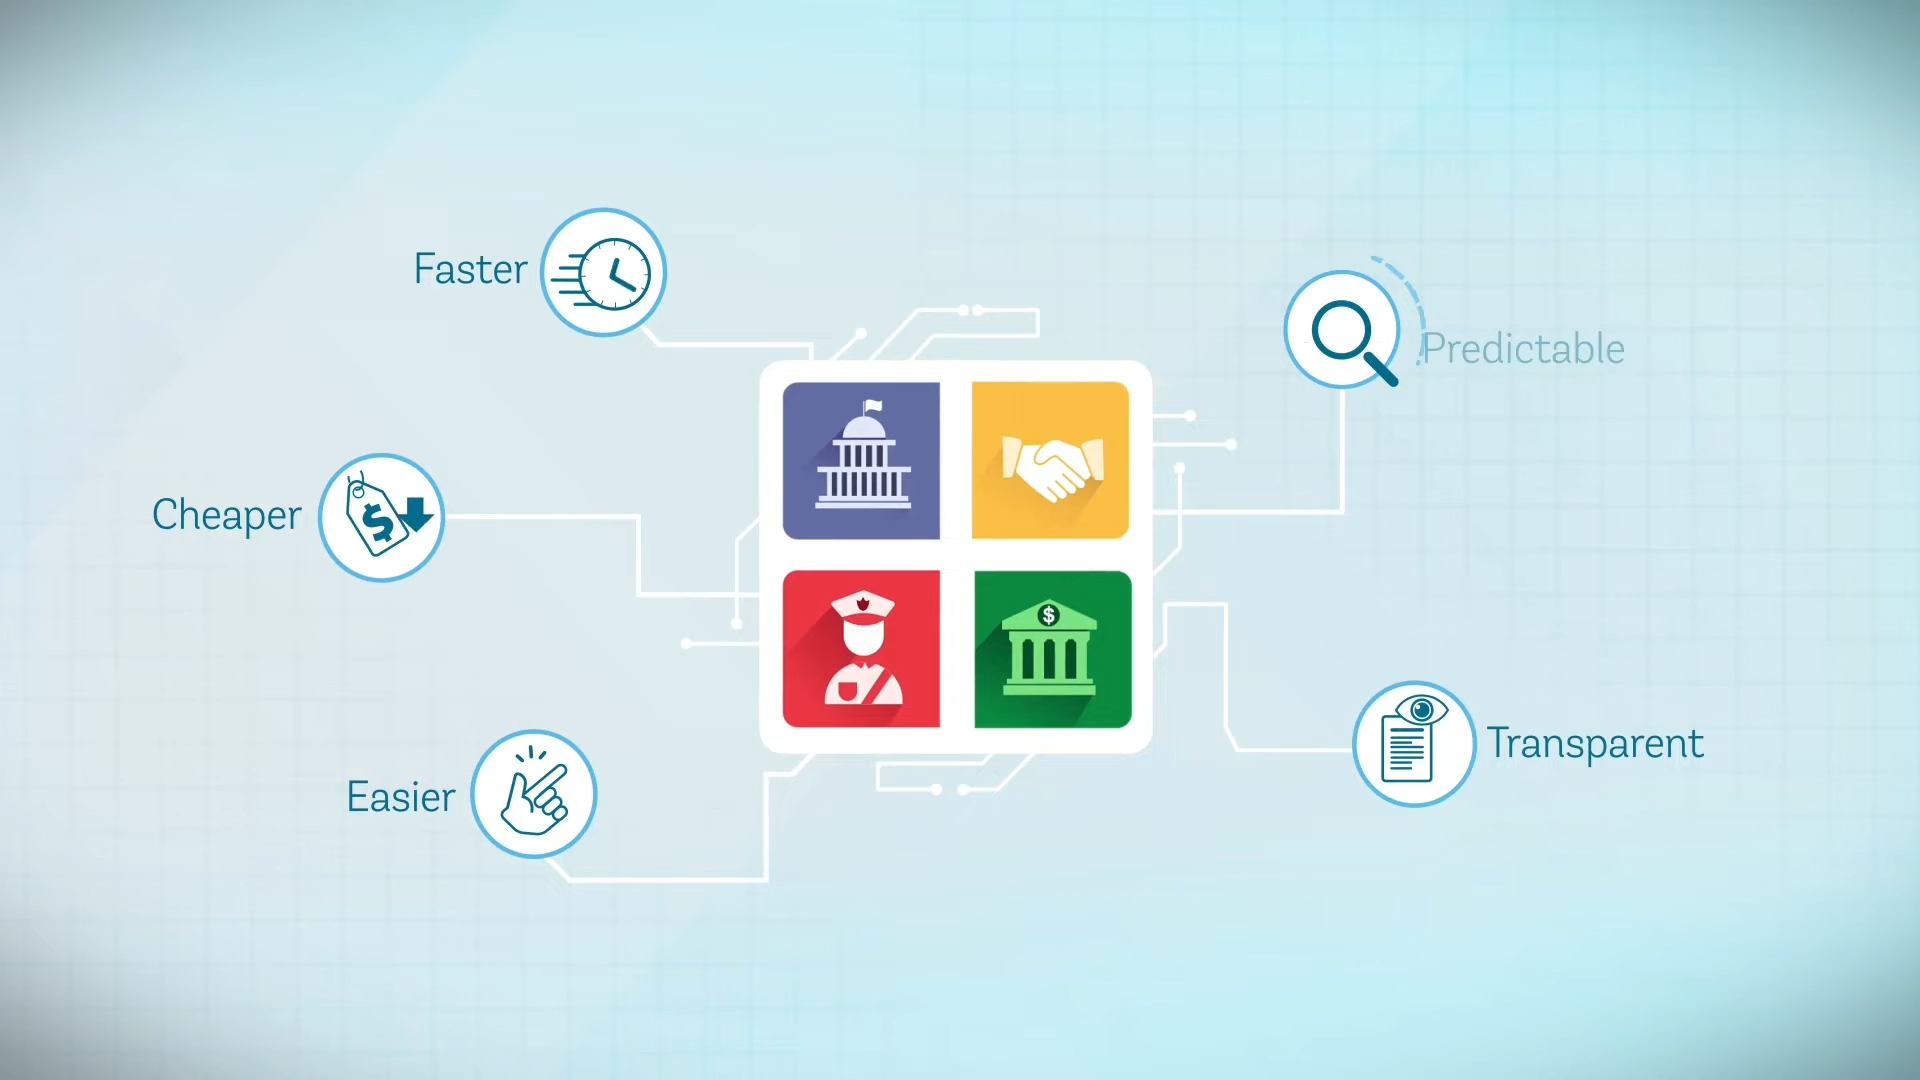 Faster
Predictable
Cheaper
$
$
Transparent
Easier